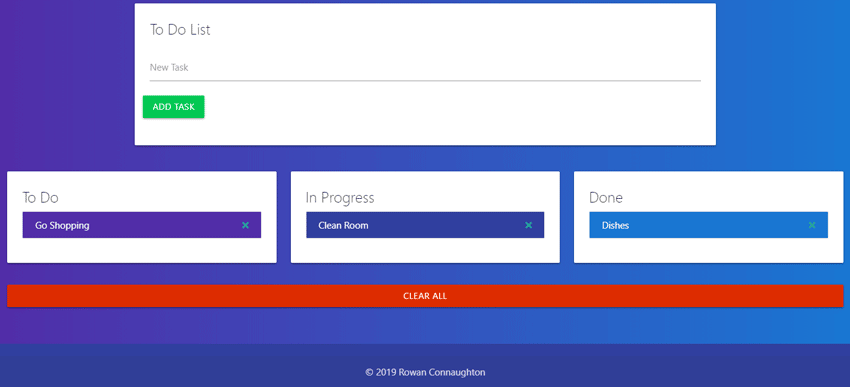 To Do List
New Task
ADD TASK
To Do
In Progress
Done
Go Shopping
Clean Room
Dishes
CLEAR ALL
© 2019 Rowan Connaughton